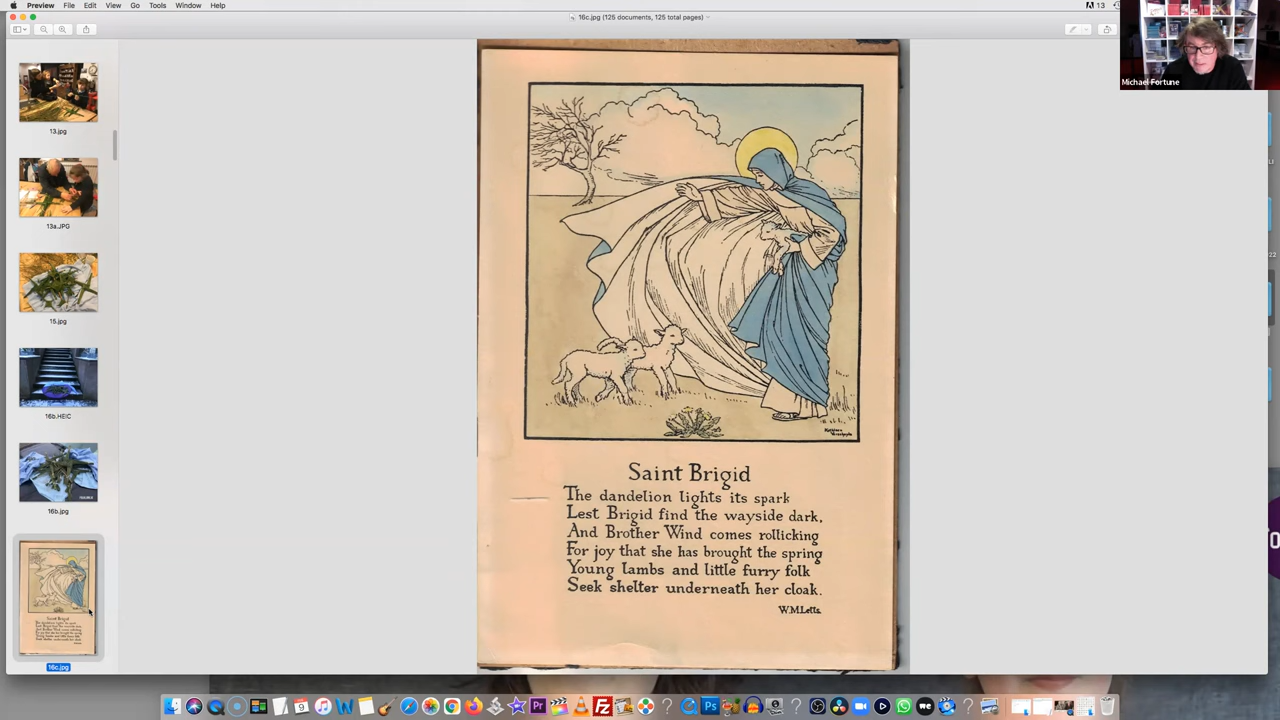 Preview File Edit View Go Tools Window Help
13
16c.jpg (125 documents, 125 total pages)
Michael Fortune
13.jpg
13a.JPG
15.jpg
16b.HEIC
16b.jpg
16c.jpg
Saint Brigid
The dandelion lights its spark
Lest Brigid find the wayside dark,
And Brother Wind comes rollicking
For joy that she has brought the spring
Young lambs and little furry folk
Seek shelter underneath her cloak.
W.M.Letts.